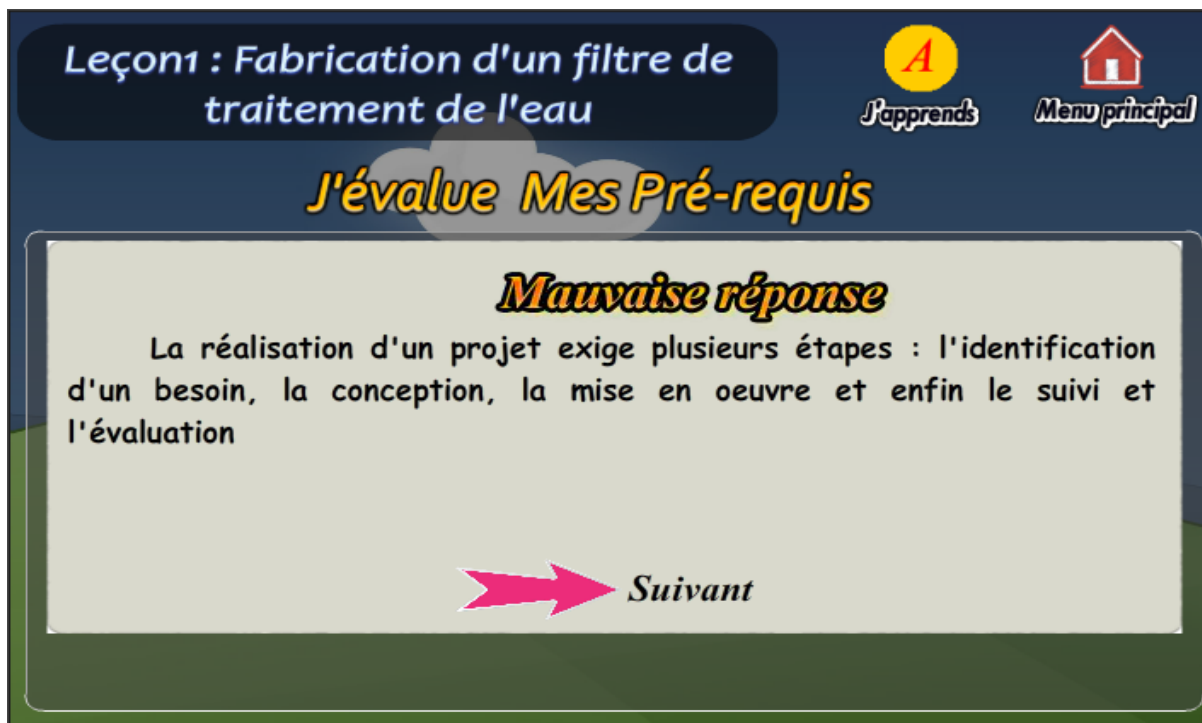 Leçon1 : Fabrication d'un filtre de
traitement de l'eau
A
J'apprends
Menu principal
J'évalue Mes Pré-requis
Mauvaise réponse
La réalisation d'un projet exige plusieurs étapes : l'identification
d'un besoin, la conception, la mise en oeuvre et enfin le suivi et
l'évaluation
Suivant